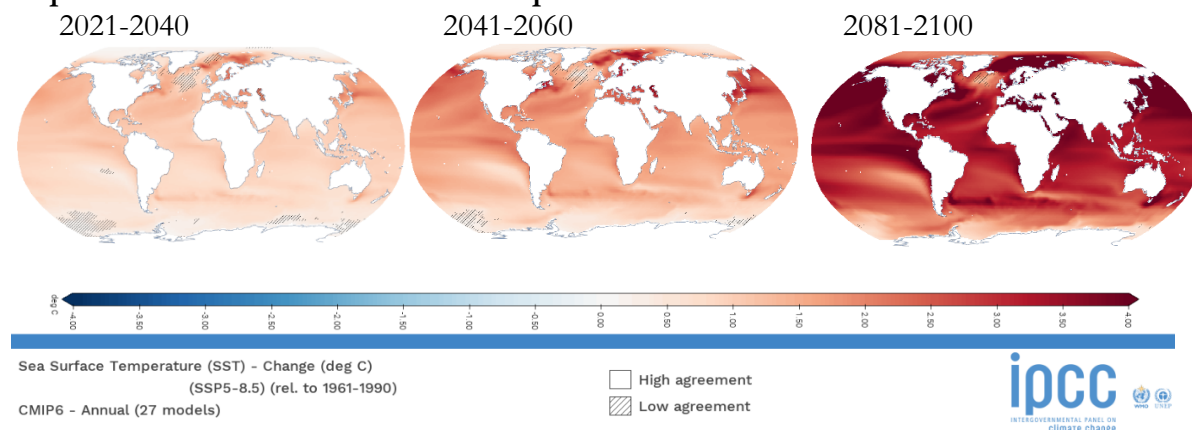 2021-2040
2041-2060
2081-2100
deg C
-4.00
-3.50
-3.00
-2.50
-2.00
-1.50
-1.00
-0.50
0.00
0.50
1.00
1.50
2.00
2.50
3.00
3.50
4.00
Sea Surface Temperature (SST) - Change (deg C)
(SSP5-8.5) (rel. to 1961-1990)
CMIP6 - Annual (27 models)
High agreement
Low agreement
ipcc
INTERGOVERNMENTAL PANEL ON
climate change
WMO
UNEP